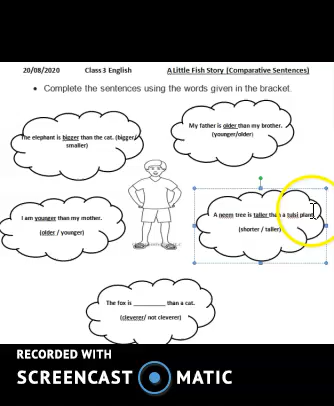 20/08/2020 Class 3 English A Little Fish Story (Comparative Sentences)
• Complete the sentences using the words given in the bracket.
The elephant is bigger than the cat. (bigger/
smaller)
My father is older than my brother.
(younger/older)
I am younger than my mother.
(older / younger)
A neem tree is taller than a tulsi plant.
(shorter / taller)
The fox is __________ than a cat.
(cleverer/ not cleverer)
RECORDED WITH
SCREENCAST MATIC